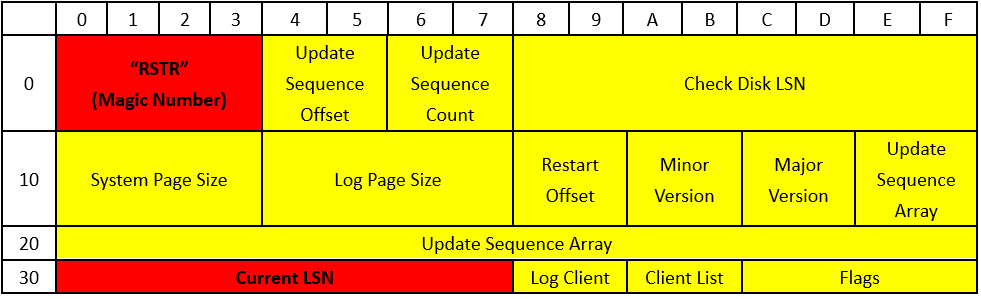 0 1 2 3 4 5 6 7 8 9 A B C D E F
0
“RSTR”
(Magic Number)
Update
Sequence
Offset
Update
Sequence
Count
Check Disk LSN
10
System Page Size
Log Page Size
Restart
Offset
Minor
Version
Major
Version
Update
Sequence
Array
20
Update Sequence Array
30
Current LSN
Log Client
Client List
Flags